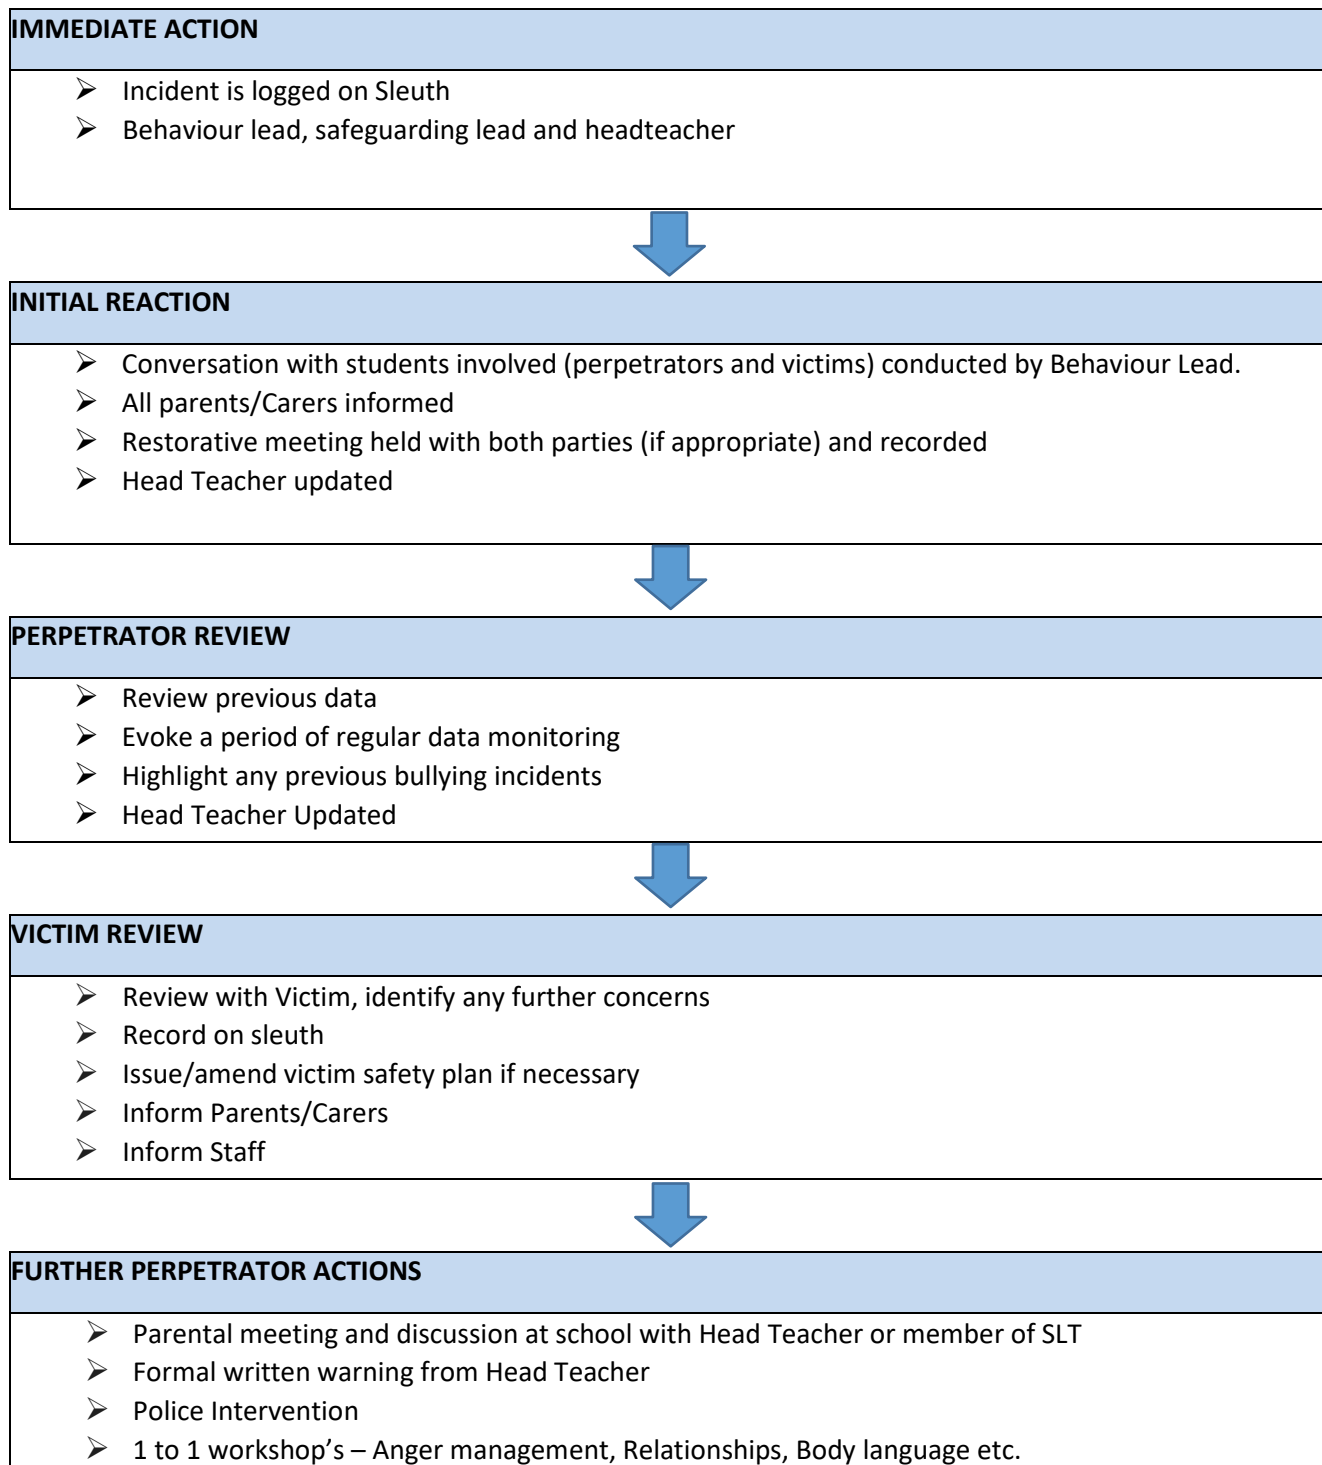 IMMEDIATE ACTION
➢ Incident is logged on Sleuth
➢ Behaviour lead, safeguarding lead and headteacher
INITIAL REACTION
➢ Conversation with students involved (perpetrators and victims) conducted by Behaviour Lead.
➢ All parents/Carers informed
➢ Restorative meeting held with both parties (if appropriate) and recorded
➢ Head Teacher updated
PERPETRATOR REVIEW
➢ Review previous data
➢ Evoke a period of regular data monitoring
➢ Highlight any previous bullying incidents
➢ Head Teacher Updated
VICTIM REVIEW
➢ Review with Victim, identify any further concerns
➢ Record on sleuth
➢ Issue/amend victim safety plan if necessary
➢ Inform Parents/Carers
➢ Inform Staff
FURTHER PERPETRATOR ACTIONS
➢ Parental meeting and discussion at school with Head Teacher or member of SLT
➢ Formal written warning from Head Teacher
➢ Police Intervention
➢ 1 to 1 workshop’s – Anger management, Relationships, Body language etc.